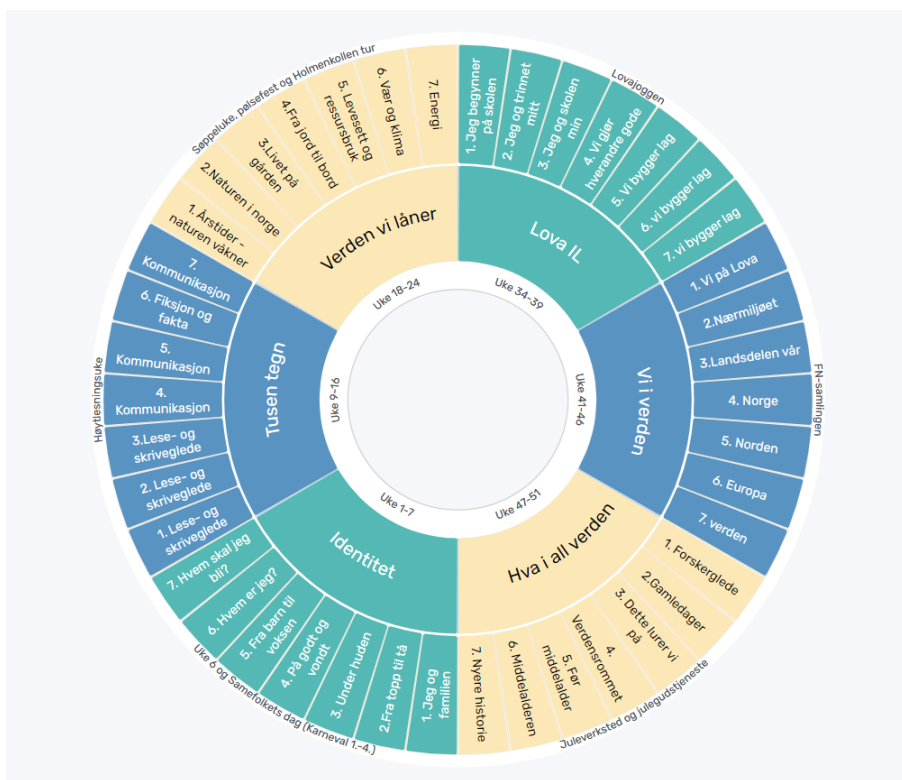 Lovajoggen
1. Jeg begynner
på skolen
2. Jeg og trinnet
mitt
3. Jeg og skolen
min
4. Vi gjør
hverandre gode
5. Vi bygger lag
6. vi bygger lag
7. vi bygger lag
Lova IL
Uke 34-39
FN-samlingen
1. Vi på Lova
2.Nærmiljøet
3.Landsdelen vår
4. Norge
5. Norden
6. Europa
7. verden
Vi i verden
Uke
41-46
Juleverksted og julegudstjeneste
1. Forskerglede
2.Gamledager
3. Dette lurer vi
på
4.
Verdensrommet
5. Før
middelalder
6. Middelalderen
7. Nyere historie
Hva i all verden
Uke 47-51
Uke 6 og Samefolkets dag (Karneval 1.-4.)
1. Jeg og
familien
2.Fra topp til tå
3. Under huden
4. På godt og
vondt
5. Fra barn til
voksen
6. Hvem er jeg?
7. Hvem skal jeg
bli?
Identitet
Uke 1-7
Høytlesningsuke
1. Lese- og
skriveglede
2. Lese- og
skriveglede
3.Lese- og
skriveglede
4.
Kommunikasjon
5.
Kommunikasjon
6. Fiksjon og
fakta
7.
Kommunikasjon
Tusen tegn
Uke 9-16
Søppeluke, pølsefest og Holmenkollen tur
1. Årstider -
naturen våkner
2.Naturen i norge
3.Livet på
gården
4.Fra jord til bord
5. Levesett og
ressursbruk
6. Vær og klima
7. Energi
Verden vi låner
Uke 18-24